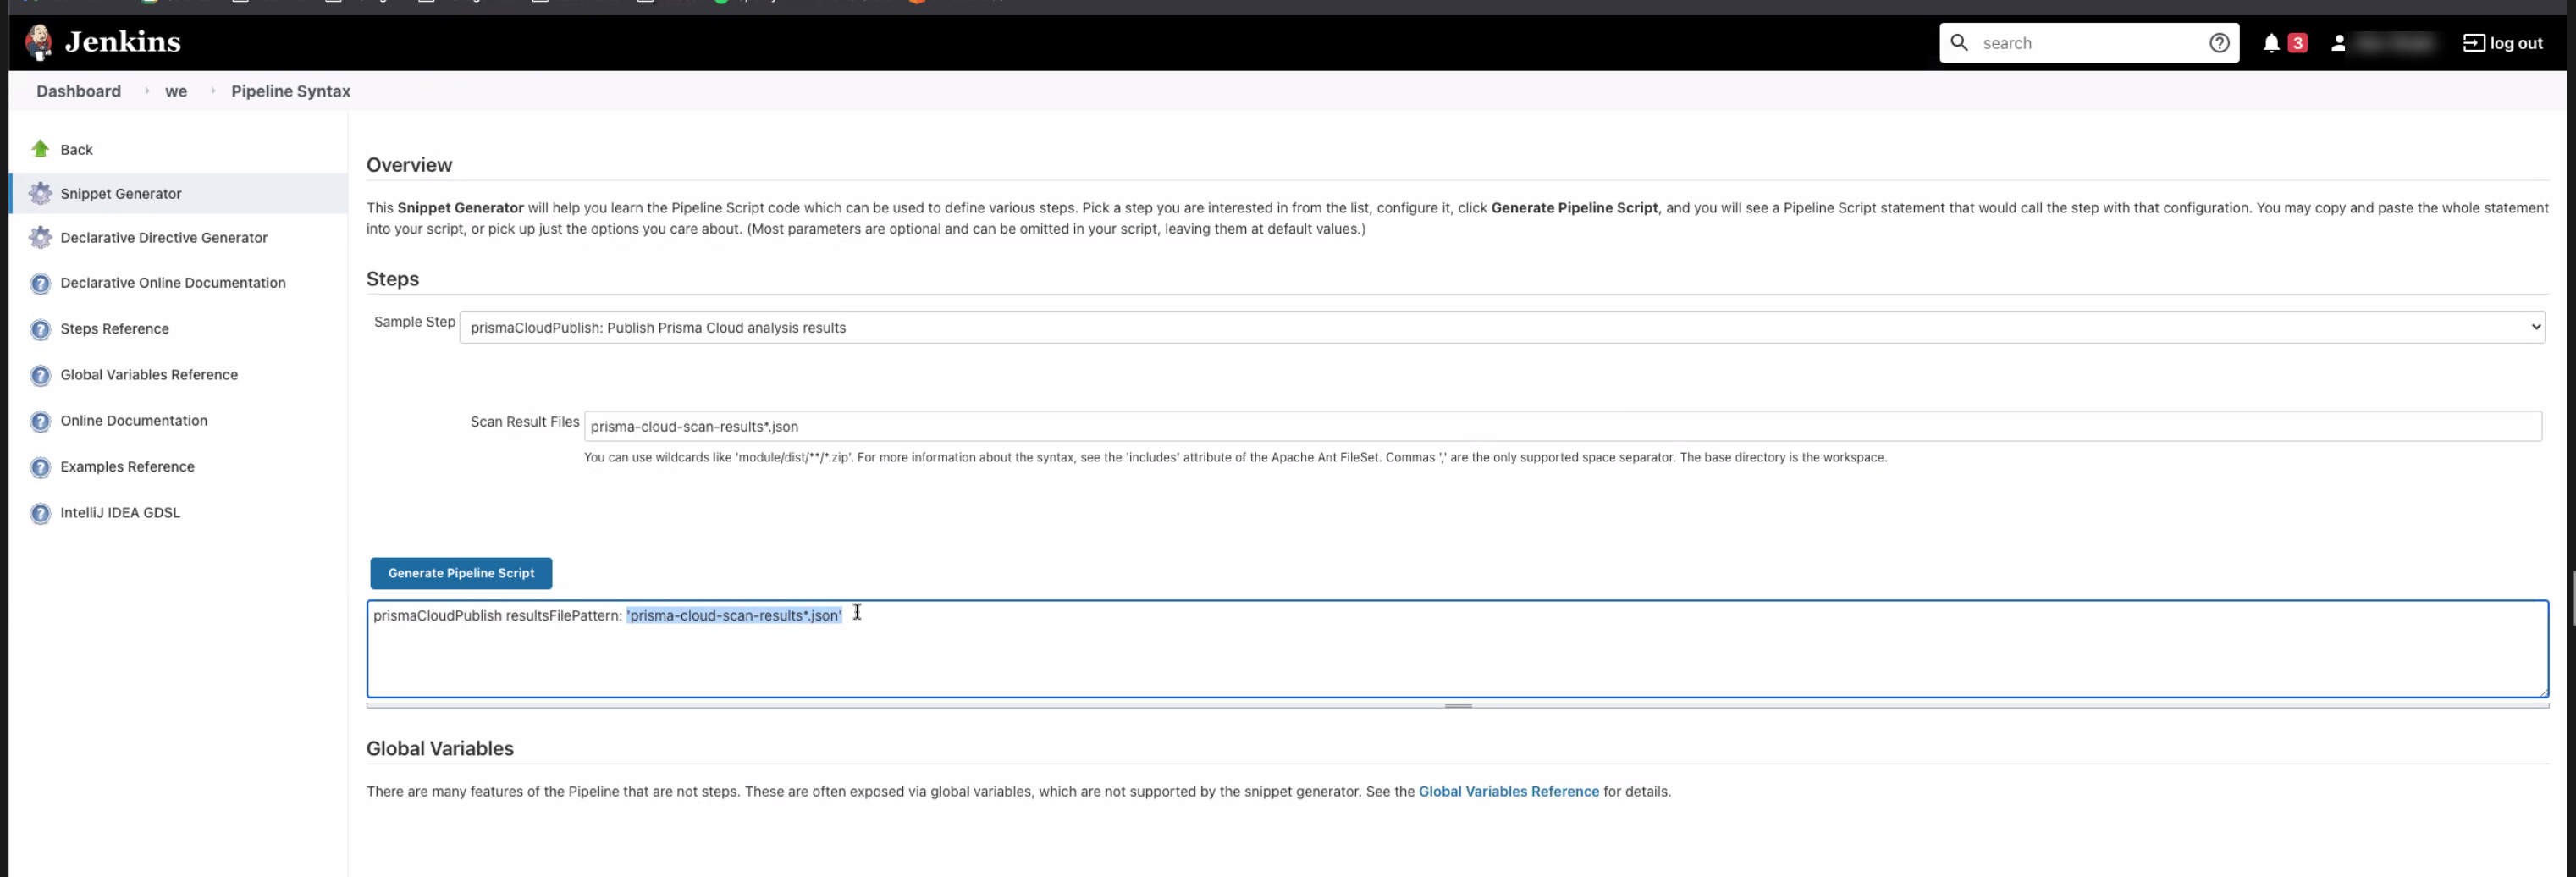 Jenkins
search
3
log out
Dashboard
we
Pipeline Syntax
Back
Snippet Generator
Declarative Directive Generator
Declarative Online Documentation
Steps Reference
Global Variables Reference
Online Documentation
Examples Reference
IntelliJ IDEA GDSL
Overview
This Snippet Generator will help you learn the Pipeline Script code which can be used to define various steps. Pick a step you are interested in from the list, configure it, click Generate Pipeline Script, and you will see a Pipeline Script statement that would call the step with that configuration. You may copy and paste the whole statement
into your script, or pick up just the options you care about. (Most parameters are optional and can be omitted in your script, leaving them at default values.)
Steps
Sample Step
prismaCloudPublish: Publish Prisma Cloud analysis results
Scan Result Files
prisma-cloud-scan-results*.json
You can use wildcards like 'module/dist/**/*.zip'. For more information about the syntax, see the 'includes' attribute of the Apache Ant FileSet. Commas ',' are the only supported space separator. The base directory is the workspace.
Generate Pipeline Script
prismaCloudPublish resultsFilePattern: 'prisma-cloud-scan-results*.json'
Global Variables
There are many features of the Pipeline that are not steps. These are often exposed via global variables, which are not supported by the snippet generator. See the Global Variables Reference for details.